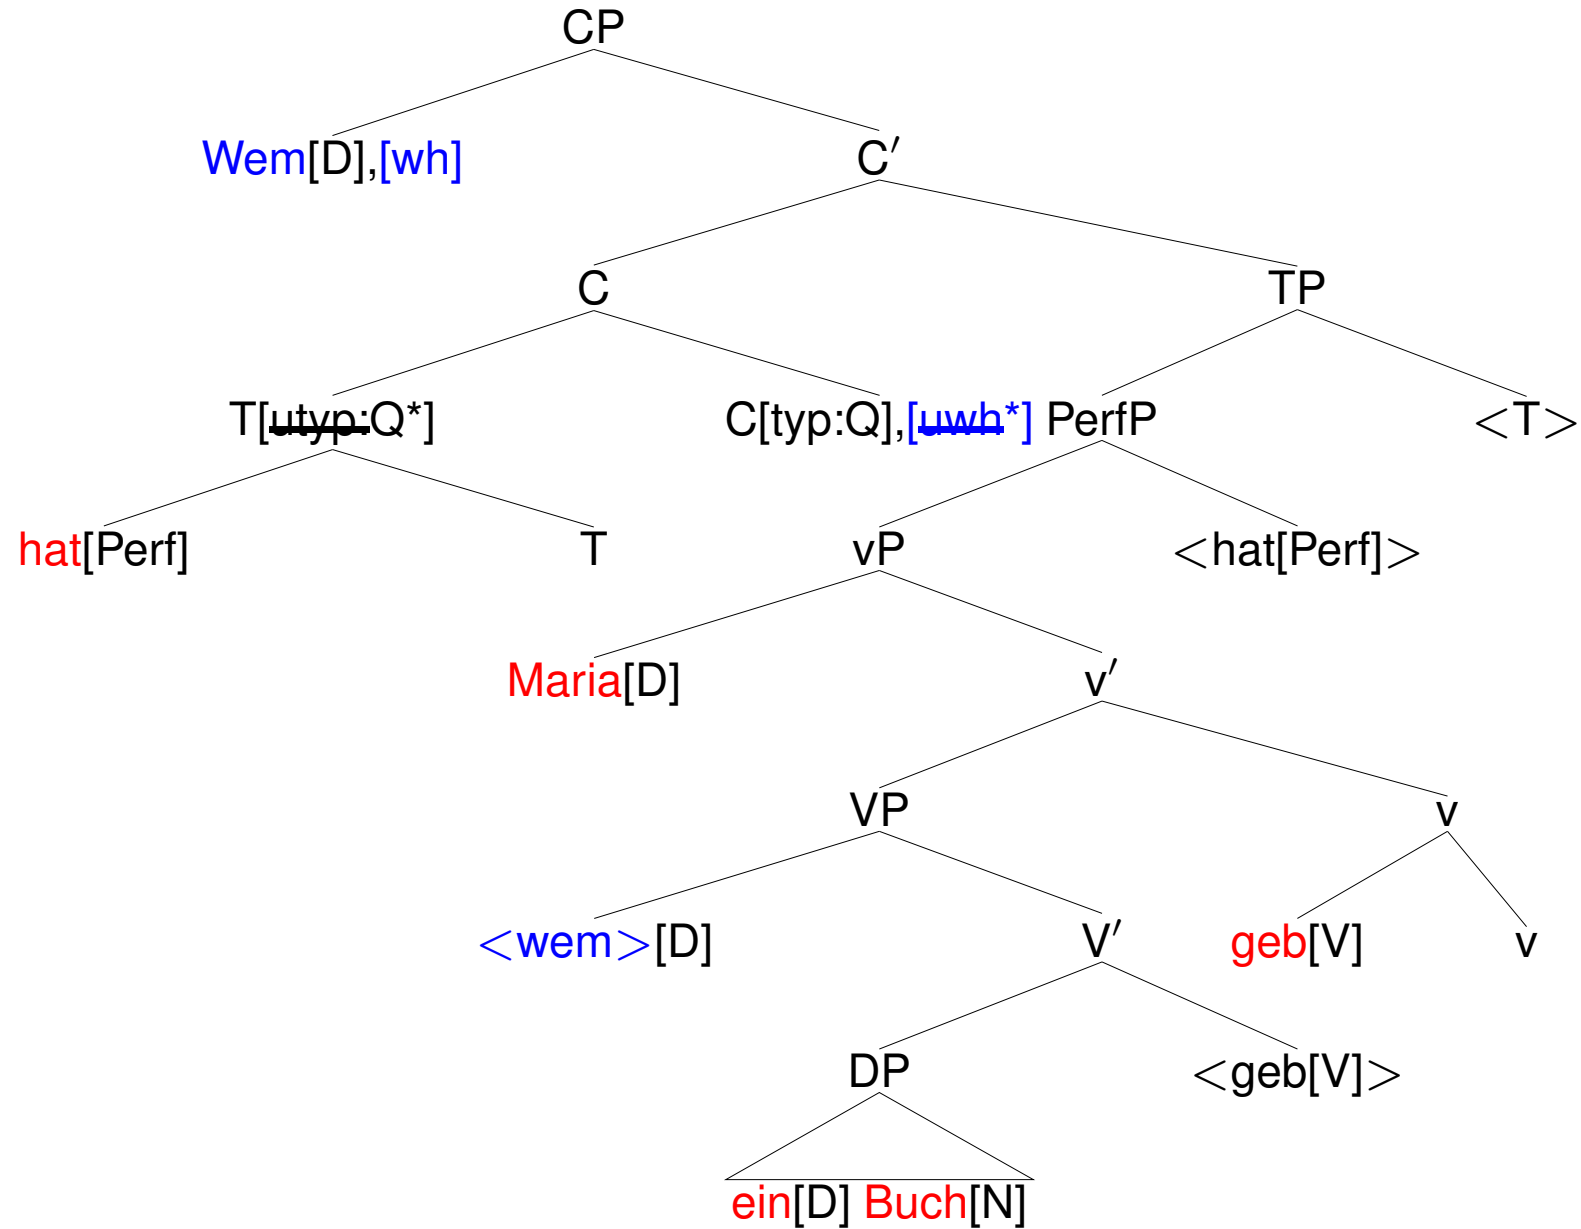 CP
Wem[D],[wh] C′
C TP
T[utyp:Q*] C[typ:Q],[uwh*] PerfP <T>
hat[Perf] T vP <hat[Perf]>
Maria[D] v′
VP v
<wem>[D] V′ geb[V] v
DP <geb[V]>
ein[D] Buch[N]